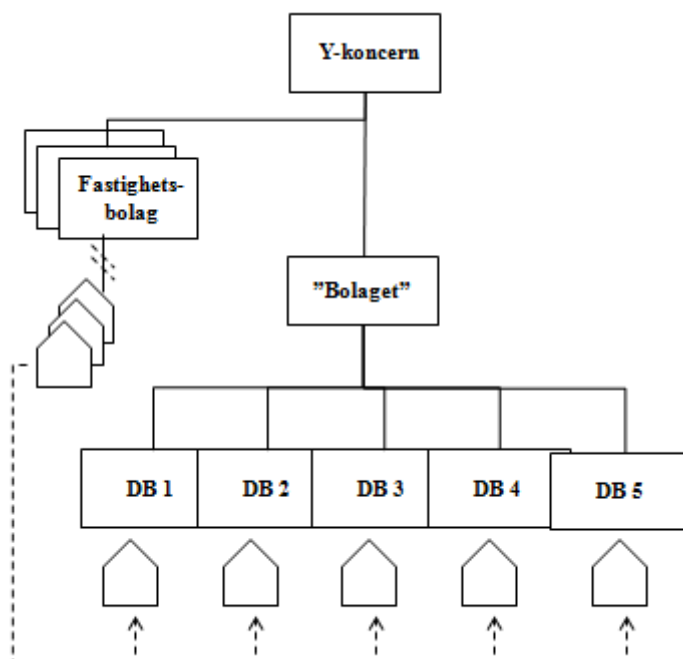 Y-koncern
Fastighets-
bolag
”Bolaget”
DB 1
DB 2
DB 3
DB 4
DB 5